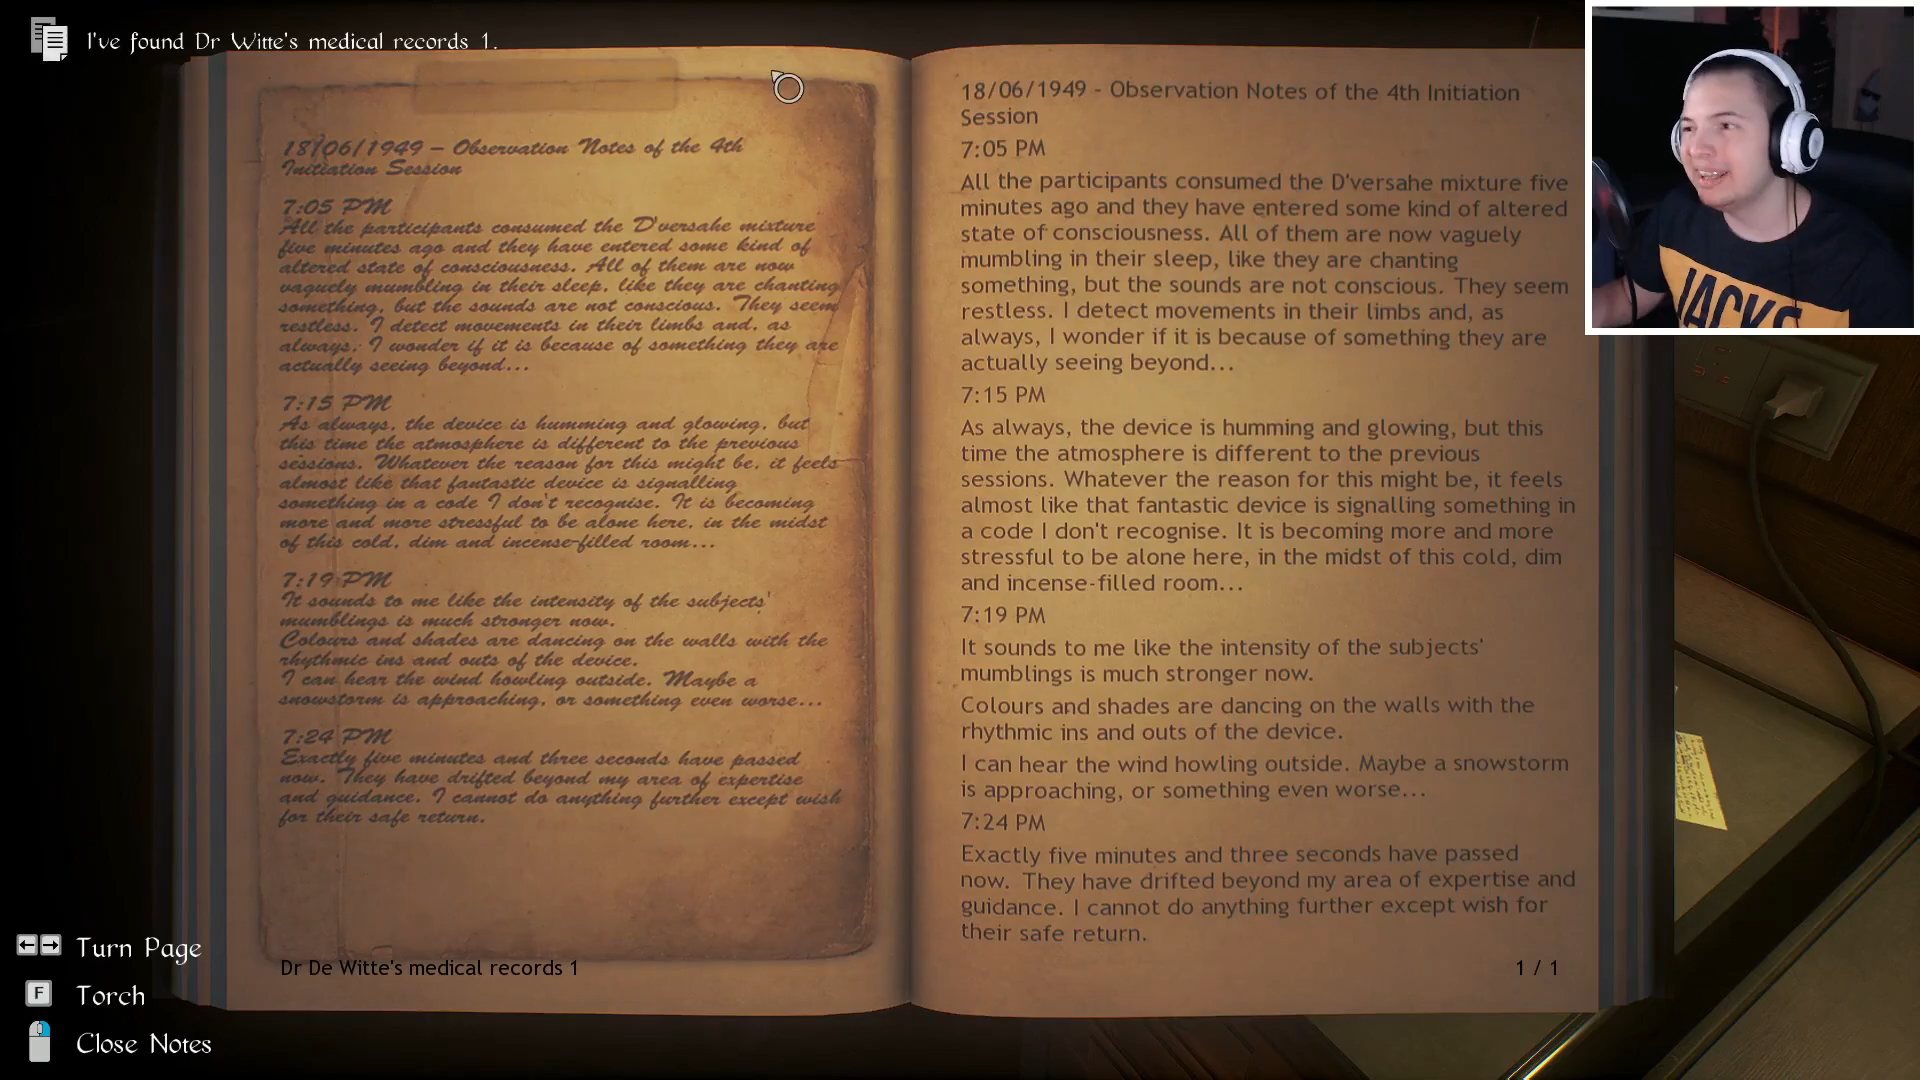 I've found Dr Witte's medical records 1.
18/06/1949 – Observation Notes of the 4th
Initiation Session
7:05 PM
All the participants consumed the D'versahe mixture
five minutes ago and they have entered some kind of
altered state of consciousness. All of them are now
vaguely mumbling in their sleep, like they are chanting
something, but the sounds are not conscious. They seem
restless. I detect movements in their limbs and, as
always, I wonder if it is because of something they are
actually seeing beyond...
7:15 PM
As always, the device is humming and glowing, but
this time the atmosphere is different to the previous
sessions. Whatever the reason for this might be, it feels
almost like that fantastic device is signalling
something in a code I don't recognise. It is becoming
more and more stressful to be alone here, in the midst
of this cold, dim and incense-filled room...
7:19 PM
It sounds to me like the intensity of the subjects'
mumblings is much stronger now.
Colours and shades are dancing on the walls with the
rhythmic ins and outs of the device.
I can hear the wind howling outside. Maybe a
snowstorm is approaching, or something even worse...
7:24 PM
Exactly five minutes and three seconds have passed
now. They have drifted beyond my area of expertise
and guidance. I cannot do anything further except wish
for their safe return.
Dr De Witte's medical records 1
18/06/1949 - Observation Notes of the 4th Initiation
Session
7:05 PM
All the participants consumed the D'versahe mixture five
minutes ago and they have entered some kind of altered
state of consciousness. All of them are now vaguely
mumbling in their sleep, like they are chanting
something, but the sounds are not conscious. They seem
restless. I detect movements in their limbs and, as
always, I wonder if it is because of something they are
actually seeing beyond...
7:15 PM
As always, the device is humming and glowing, but this
time the atmosphere is different to the previous
sessions. Whatever the reason for this might be, it feels
almost like that fantastic device is signalling something in
a code I don't recognise. It is becoming more and more
stressful to be alone here, in the midst of this cold, dim
and incense-filled room...
7:19 PM
It sounds to me like the intensity of the subjects'
mumblings is much stronger now.
Colours and shades are dancing on the walls with the
rhythmic ins and outs of the device.
I can hear the wind howling outside. Maybe a snowstorm
is approaching, or something even worse...
7:24 PM
Exactly five minutes and three seconds have passed
now. They have drifted beyond my area of expertise and
guidance. I cannot do anything further except wish for
their safe return.
1 / 1
Turn Page
F Torch
Close Notes
JACKS